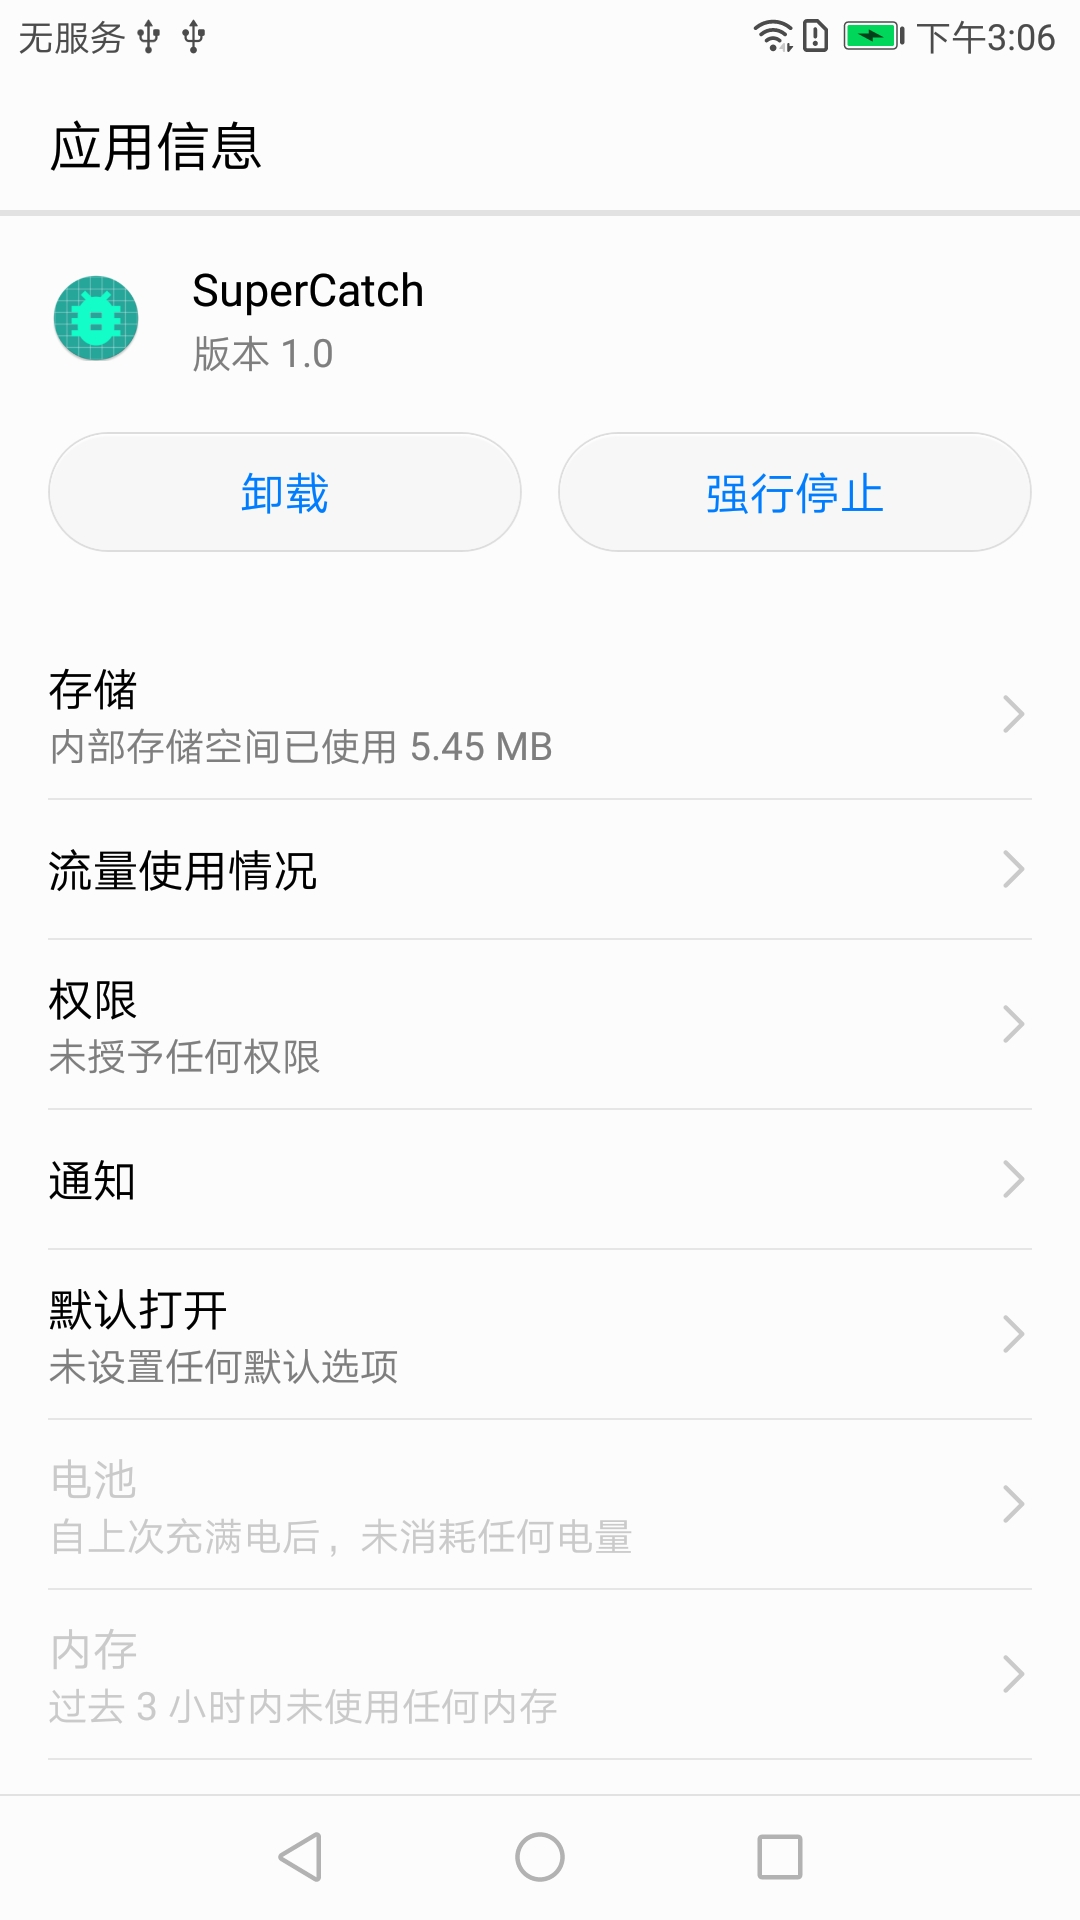 无服务 下午3:06
应用信息
SuperCatch
版本 1.0
卸载 强行停止
存储
内部存储空间已使用 5.45 MB
流量使用情况
权限
未授予任何权限
通知
默认打开
未设置任何默认选项
电池
自上次充满电后，未消耗任何电量
内存
过去 3 小时内未使用任何内存